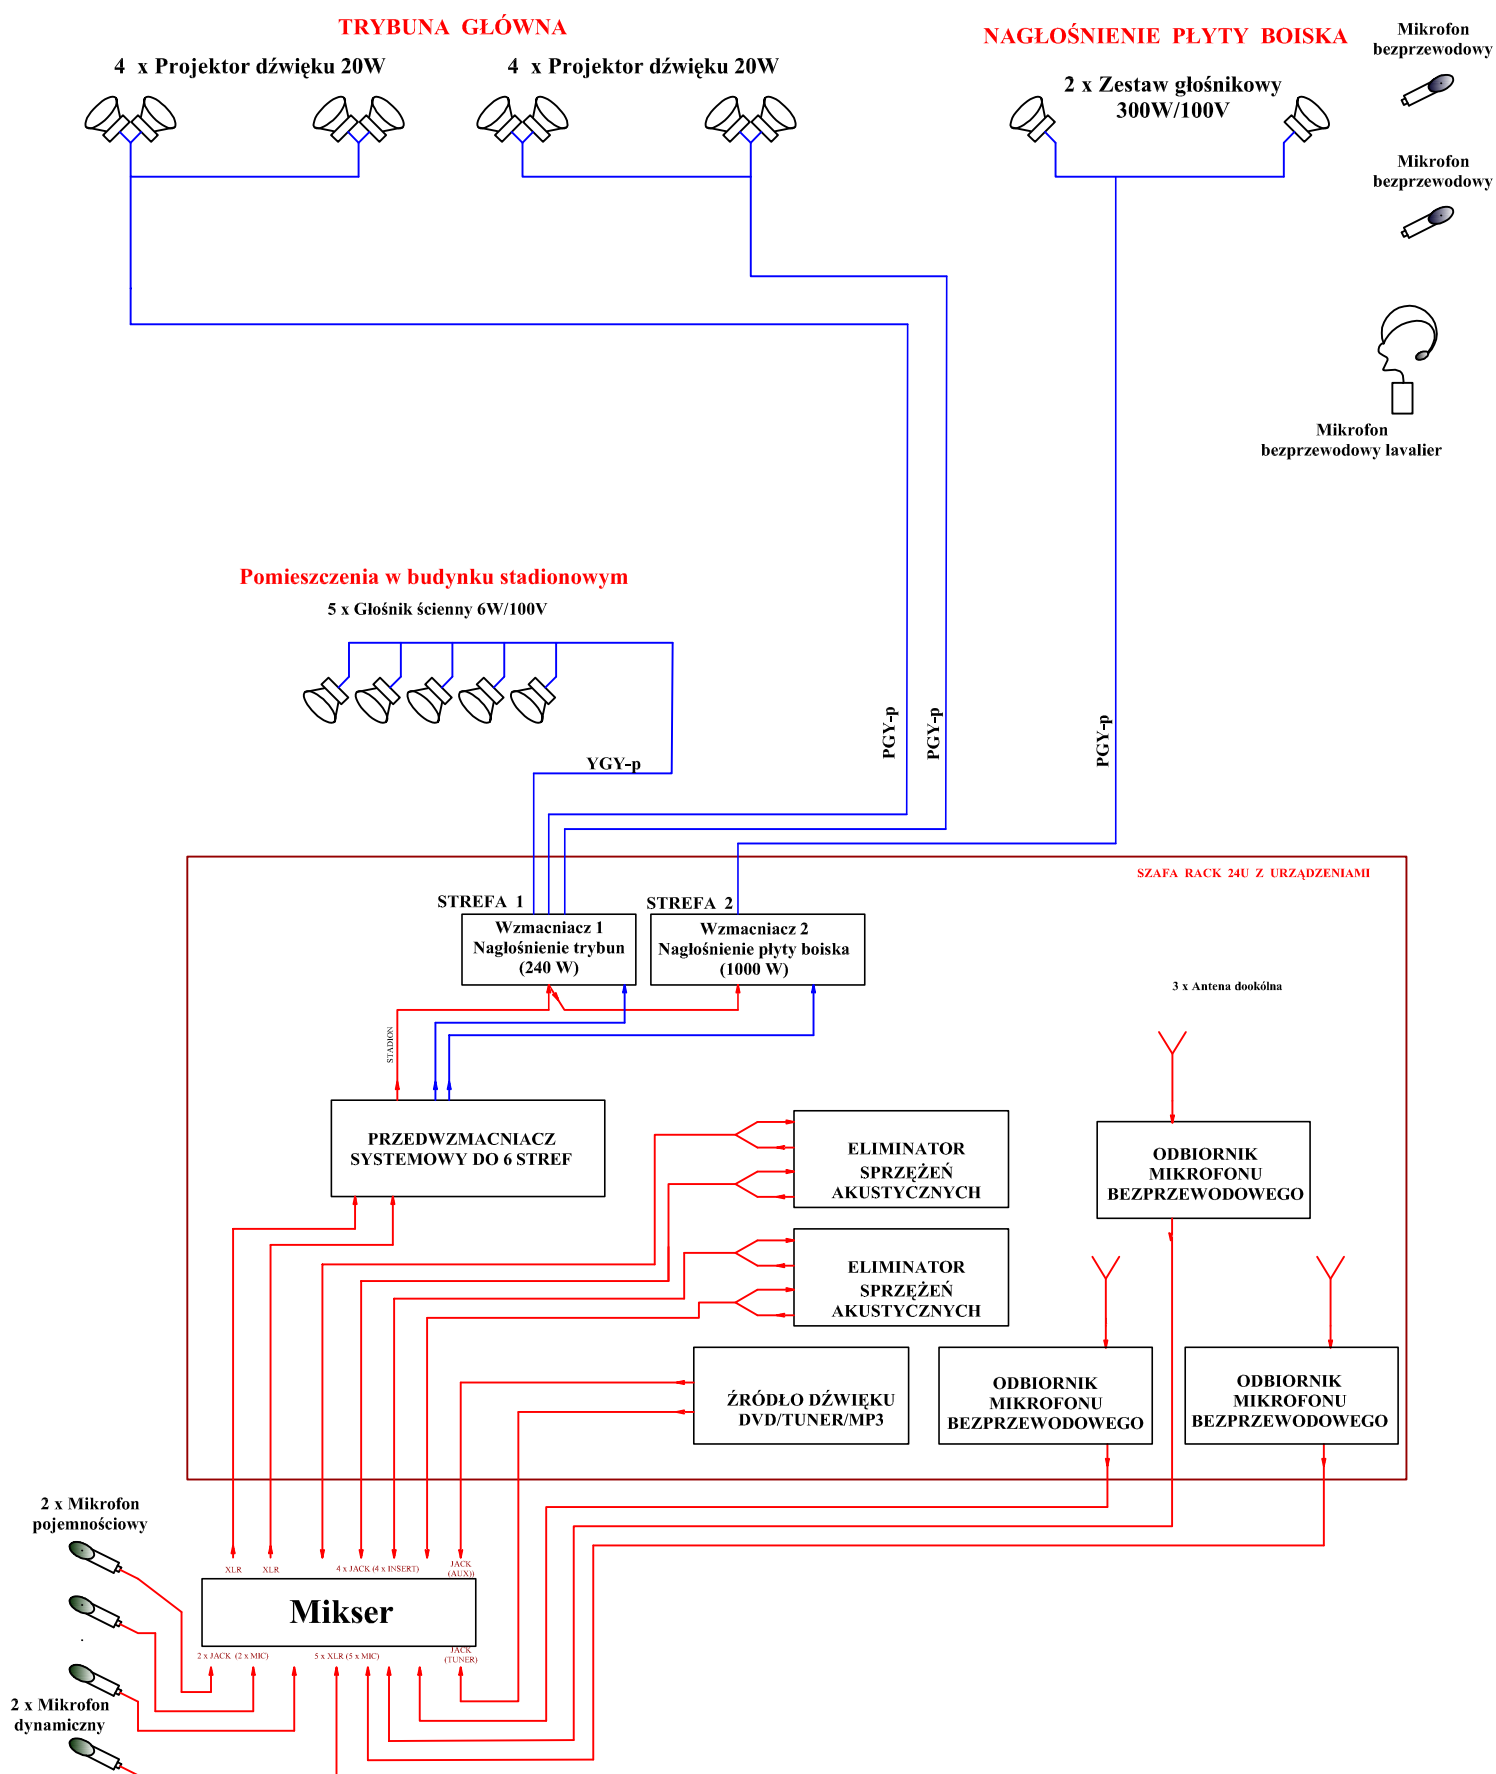 TRYBUNA GŁÓWNA
4 x Projektor dźwięku 20W
4 x Projektor dźwięku 20W
NAGŁOŚNIENIE PŁYTY BOISKA
2 x Zestaw głośnikowy
300W/100V
Mikrofon
bezprzewodowy
Mikrofon
bezprzewodowy
Mikrofon
bezprzewodowy lavalier
Pomieszczenia w budynku stadionowym
5 x Głośnik ścienny 6W/100V
YGY-p
PGY-p
PGY-p
PGY-p
SZAFA RACK 24U Z URZĄDZENIAMI
STREFA 1
STREFA 2
Wzmacniacz 1
Nagłośnienie trybun
(240 W)
Wzmacniacz 2
Nagłośnienie płyty boiska
(1000 W)
3 x Antena dookólna
STADION
PRZEDWZMACNIACZ
SYSTEMOWY DO 6 STREF
ELIMINATOR
SPRZĘŻEŃ
AKUSTYCZNYCH
ODBIORNIK
MIKROFONU
BEZPRZEWODOWEGO
ELIMINATOR
SPRZĘŻEŃ
AKUSTYCZNYCH
ŹRÓDŁO DŹWIĘKU
DVD/TUNER/MP3
ODBIORNIK
MIKROFONU
BEZPRZEWODOWEGO
ODBIORNIK
MIKROFONU
BEZPRZEWODOWEGO
2 x Mikrofon
pojemnościowy
XLR
XLR
4 x JACK (4 x INSERT)
JACK
(AUX))
Mikser
2 x JACK (2 x MIC)
5 x XLR (5 x MIC)
JACK
(TUNER)
2 x Mikrofon
dynamiczny